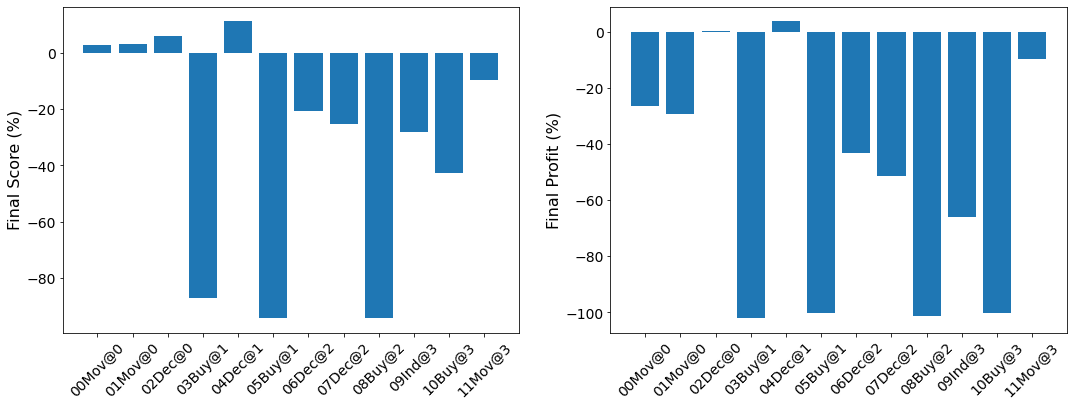 Final Score (%)
0
−20
−40
−60
−80
00Mov@0
01Mov@0
02Dec@0
03Buy@1
04Dec@1
05Buy@1
06Dec@2
07Dec@2
08Buy@2
09Ind@3
10Buy@3
11Mov@3
Final Profit (%)
0
−20
−40
−60
−80
−100
00Mov@0
01Mov@0
02Dec@0
03Buy@1
04Dec@1
05Buy@1
06Dec@2
07Dec@2
08Buy@2
09Ind@3
10Buy@3
11Mov@3